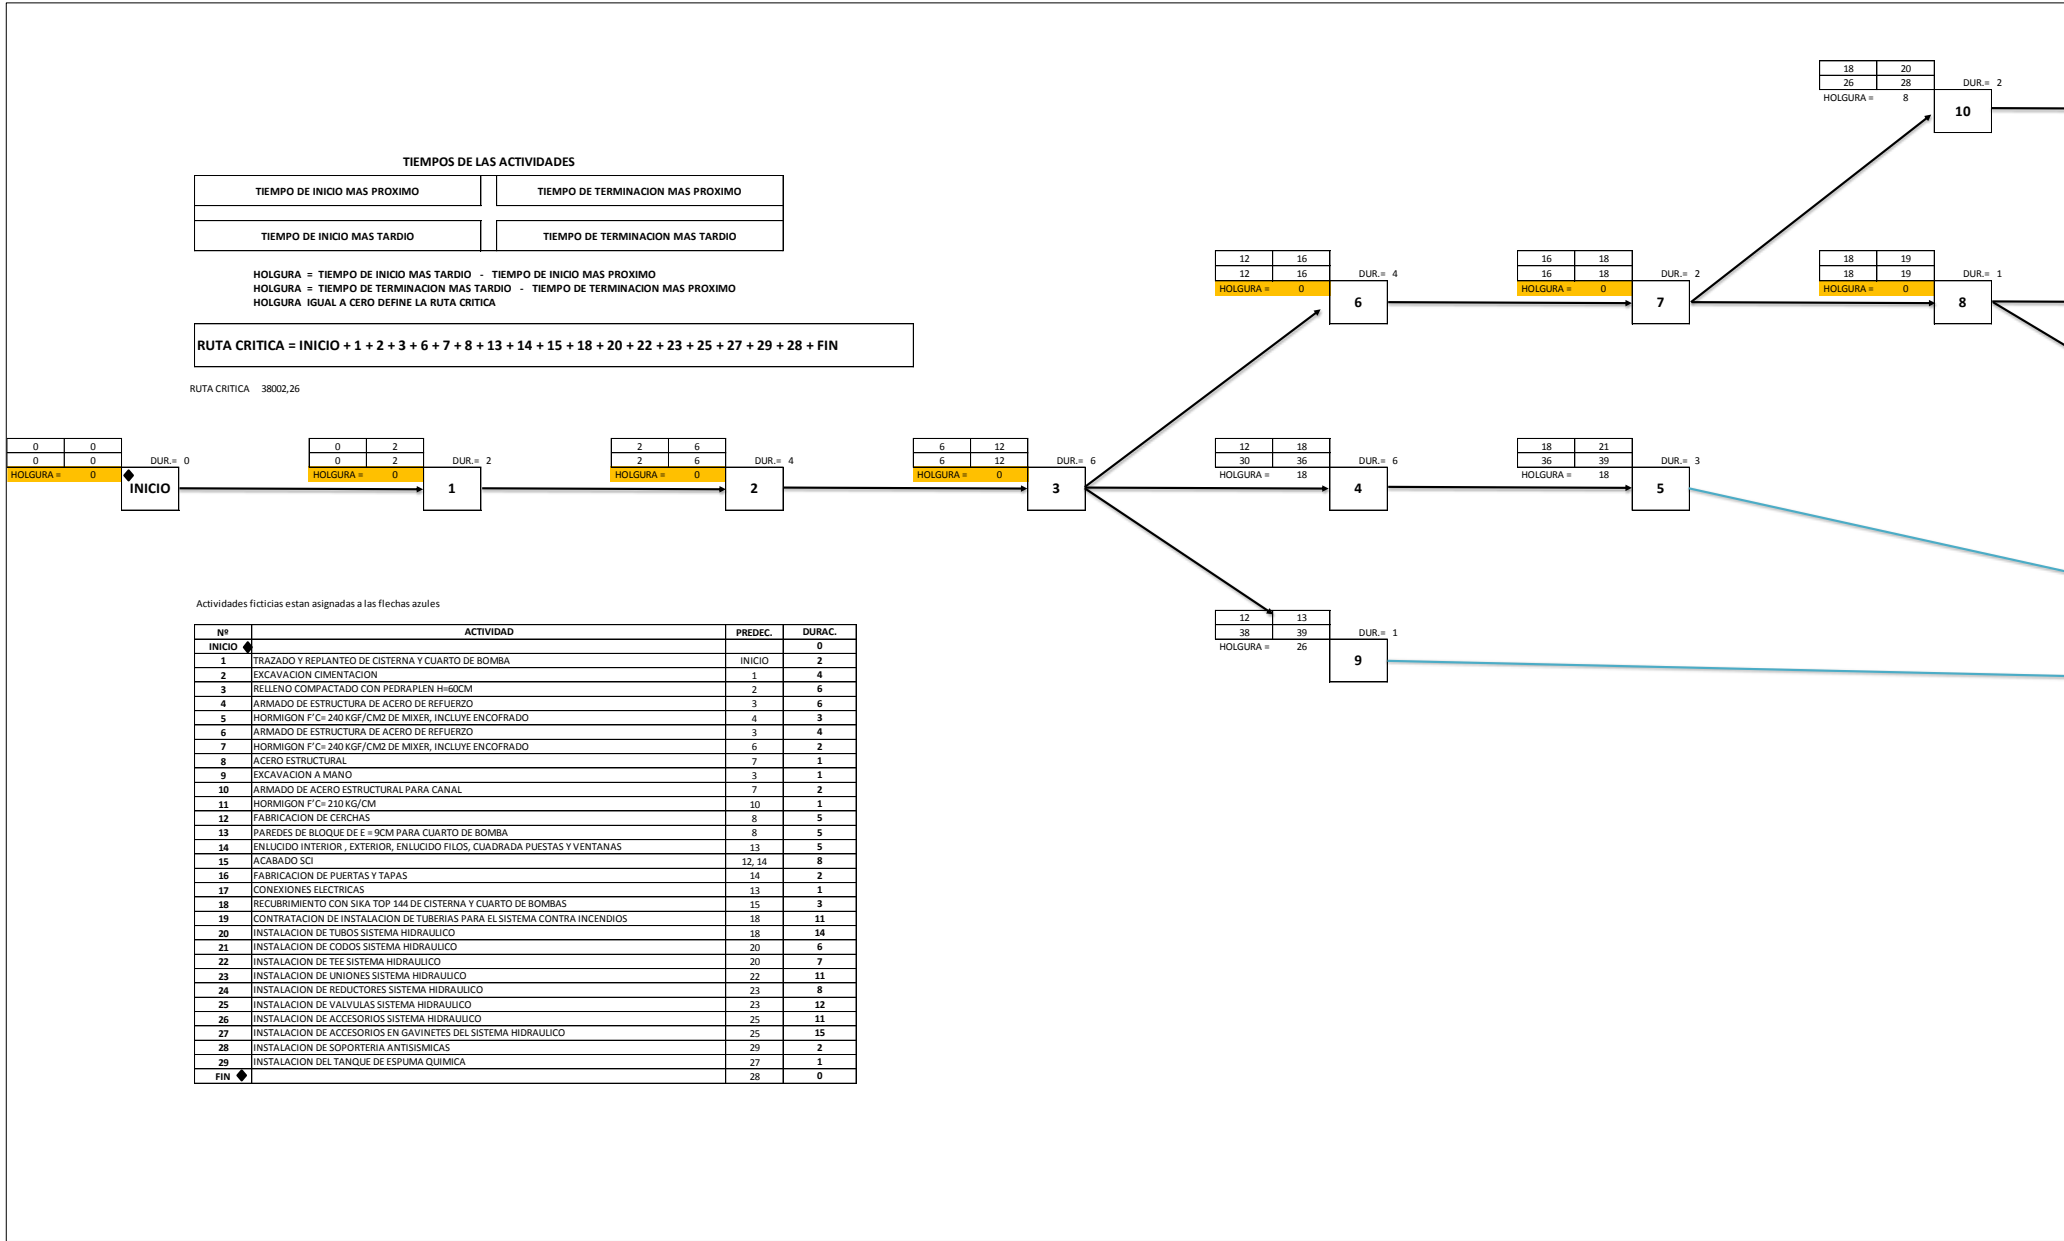 18 20
26 28 DUR.= 2
HOLGURA = 8
10
TIEMPOS DE LAS ACTIVIDADES
TIEMPO DE INICIO MAS PROXIMO TIEMPO DE TERMINACION MAS PROXIMO
TIEMPO DE INICIO MAS TARDIO TIEMPO DE TERMINACION MAS TARDIO
HOLGURA = TIEMPO DE INICIO MAS TARDIO - TIEMPO DE INICIO MAS PROXIMO
HOLGURA = TIEMPO DE TERMINACION MAS TARDIO - TIEMPO DE TERMINACION MAS PROXIMO
HOLGURA IGUAL A CERO DEFINE LA RUTA CRITICA
12 16 16 18 18 19
12 16 DUR.= 4 16 18 DUR.= 2 18 19 DUR.= 1
HOLGURA = 0 HOLGURA = 0 HOLGURA = 0
6 7 8
RUTA CRITICA = INICIO + 1 + 2 + 3 + 6 + 7 + 8 + 13 + 14 + 15 + 18 + 20 + 22 + 23 + 25 + 27 + 29 + 28 + FIN
RUTA CRITICA 38002,26
0 0 0 2 2 6 6 12 12 18 18 21
0 0 DUR.= 0 0 2 DUR.= 2 2 6 DUR.= 4 6 12 DUR.= 6 30 36 DUR.= 6 36 39 DUR.= 3
HOLGURA = 0 HOLGURA = 0 HOLGURA = 0 HOLGURA = 0 HOLGURA = 18 HOLGURA = 18
INICIO 1 2 3 4 5
Actividades ficticias estan asignadas a las flechas azules
12 13
38 39 DUR.= 1
HOLGURA = 26
9
Nº ACTIVIDAD PREDEC. DURAC.
INICIO 0
1 TRAZADO Y REPLANTEO DE CISTERNA Y CUARTO DE BOMBA INICIO 2
2 EXCAVACION CIMENTACION 1 4
3 RELLENO COMPACTADO CON PEDRAPLEN H=60CM 2 6
4 ARMADO DE ESTRUCTURA DE ACERO DE REFUERZO 3 6
5 HORMIGON F'C= 240 KGF/CM2 DE MIXER, INCLUYE ENCOFRADO 4 3
6 ARMADO DE ESTRUCTURA DE ACERO DE REFUERZO 3 4
7 HORMIGON F'C= 240 KGF/CM2 DE MIXER, INCLUYE ENCOFRADO 6 2
8 ACERO ESTRUCTURAL 7 1
9 EXCAVACION A MANO 3 1
10 ARMADO DE ACERO ESTRUCTURAL PARA CANAL 7 2
11 HORMIGON F'C= 210 KG/CM 10 1
12 FABRICACION DE CERCHAS 8 5
13 PAREDES DE BLOQUE DE E = 9CM PARA CUARTO DE BOMBA 8 5
14 ENLUCIDO INTERIOR , EXTERIOR, ENLUCIDO FILOS, CUADRADA PUESTAS Y VENTANAS 13 5
15 ACABADO SCI 12, 14 8
16 FABRICACION DE PUERTAS Y TAPAS 14 2
17 CONEXIONES ELECTRICAS 13 1
18 RECUBRIMIENTO CON SIKA TOP 144 DE CISTERNA Y CUARTO DE BOMBAS 15 3
19 CONTRATACION DE INSTALACION DE TUBERIAS PARA EL SISTEMA CONTRA INCENDIOS 18 11
20 INSTALACION DE TUBOS SISTEMA HIDRAULICO 18 14
21 INSTALACION DE CODOS SISTEMA HIDRAULICO 20 6
22 INSTALACION DE TEE SISTEMA HIDRAULICO 20 7
23 INSTALACION DE UNIONES SISTEMA HIDRAULICO 22 11
24 INSTALACION DE REDUCTORES SISTEMA HIDRAULICO 23 8
25 INSTALACION DE VALVULAS SISTEMA HIDRAULICO 23 12
26 INSTALACION DE ACCESORIOS SISTEMA HIDRAULICO 25 11
27 INSTALACION DE ACCESORIOS EN GAVINETES DEL SISTEMA HIDRAULICO 25 15
28 INSTALACION DE SOPORTERIA ANTISISMICAS 29 2
29 INSTALACION DEL TANQUE DE ESPUMA QUIMICA 27 1
FIN 28 0